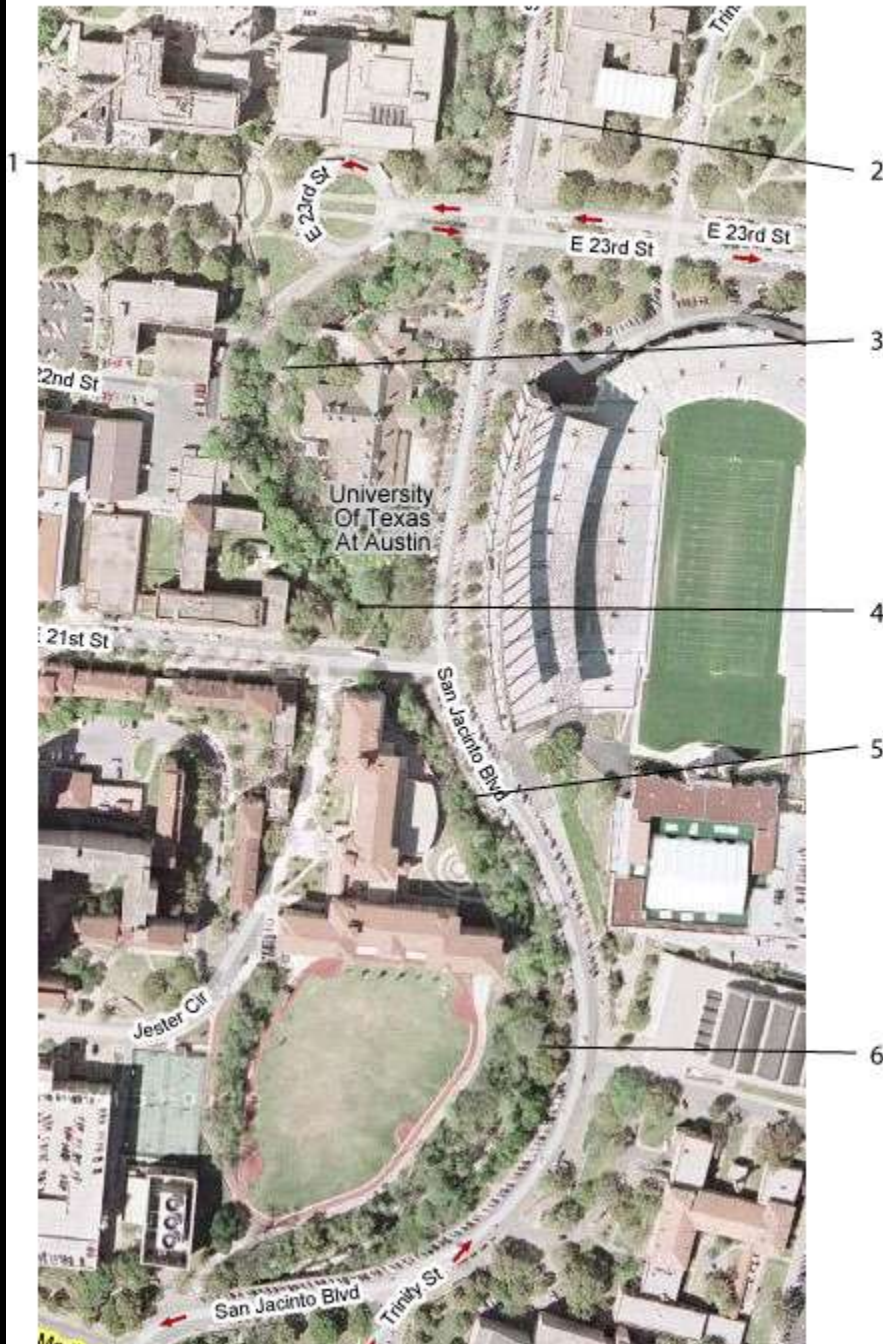 Trin
1
2
E 23rd St
E 23rd St
E 23rd St
3
22nd St
University
Of Texas
At Austin
4
E 21st St
San Jacinto Blvd
5
Jester Cir
6
San Jacinto Blvd
Trinity St